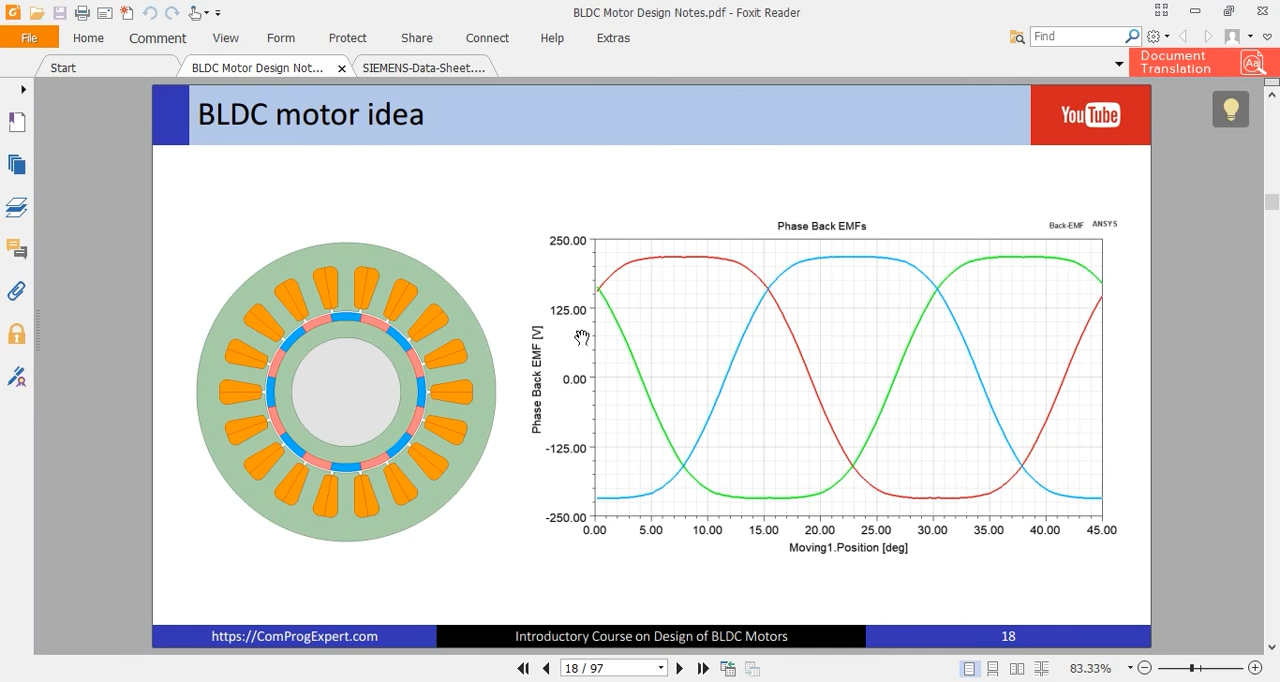 BLDC Motor Design Notes.pdf - Foxit Reader
File Home Comment View Form Protect Share Connect Help Extras
Find
Start
BLDC Motor Design Not...
SIEMENS-Data-Sheet....
Document
Translation
Aa
BLDC motor idea
YouTube
Phase Back EMFs
Back-EMF ANSYS
250.00
125.00
0.00
-125.00
-250.00
Phase Back EMF [V]
0.00 5.00 10.00 15.00 20.00 25.00 30.00 35.00 40.00 45.00
Moving1.Position [deg]
https://ComProgExpert.com
Introductory Course on Design of BLDC Motors
18
18 / 97
83.33%